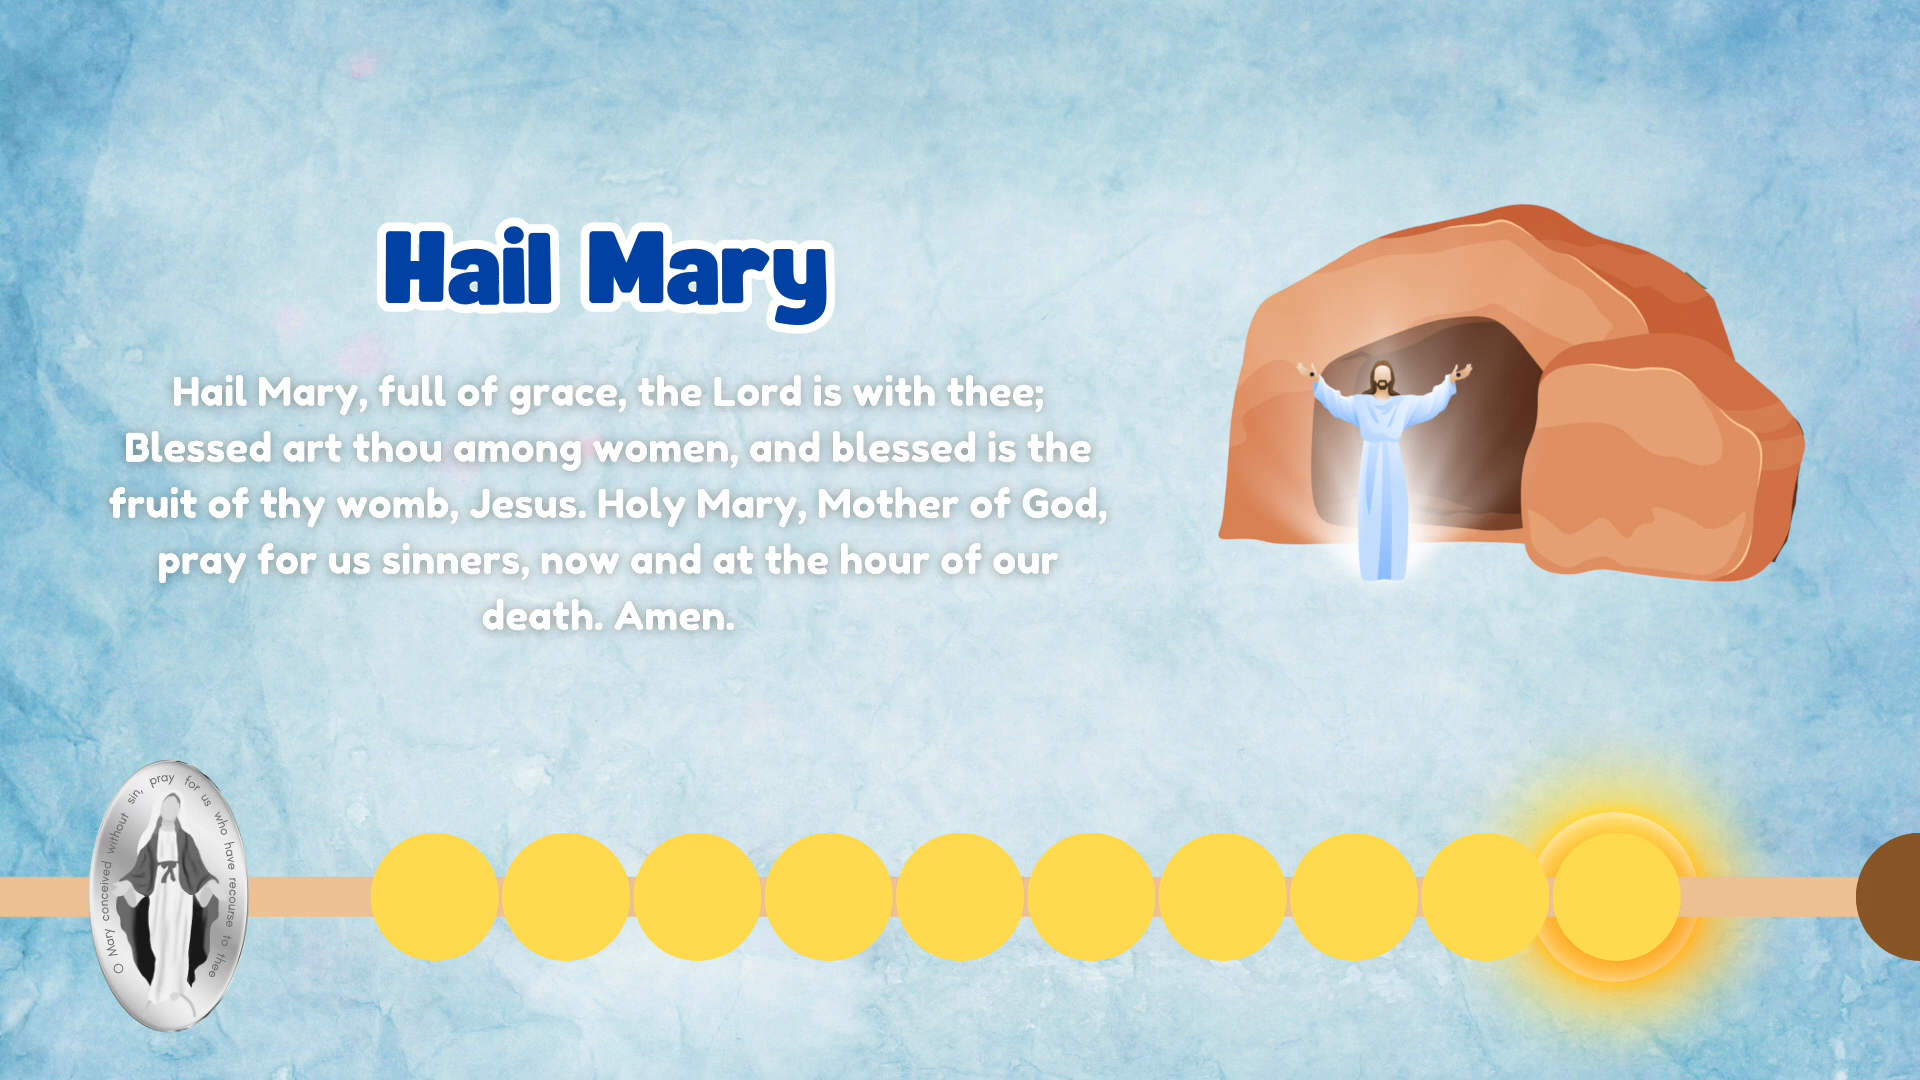 Hail Mary
Hail Mary, full of grace, the Lord is with thee;
Blessed art thou among women, and blessed is the
fruit of thy womb, Jesus. Holy Mary, Mother of God,
pray for us sinners, now and at the hour of our
death. Amen.
O Mary conceived without sin, pray for us who have recourse to thee